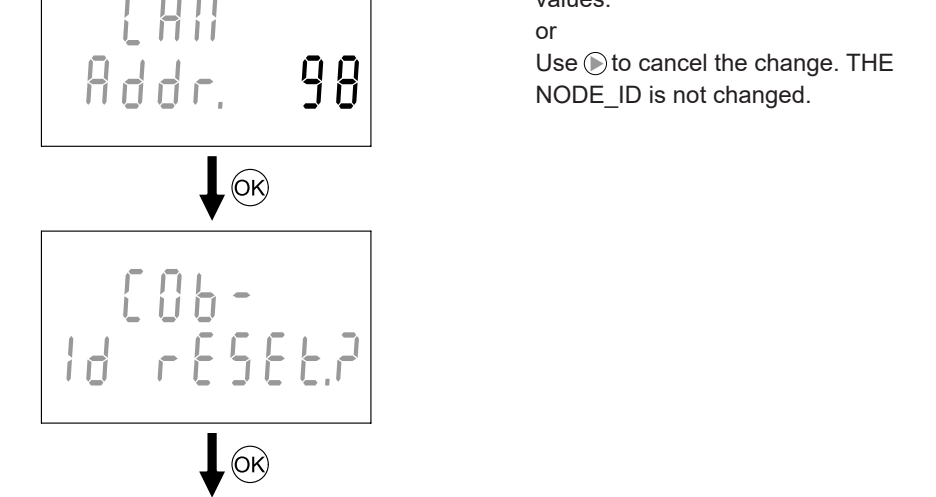 CAN
Addr. 98
OK
COb-
Id rESEt.?
OK
values.
or
Use to cancel the change. THE
NODE_ID is not changed.